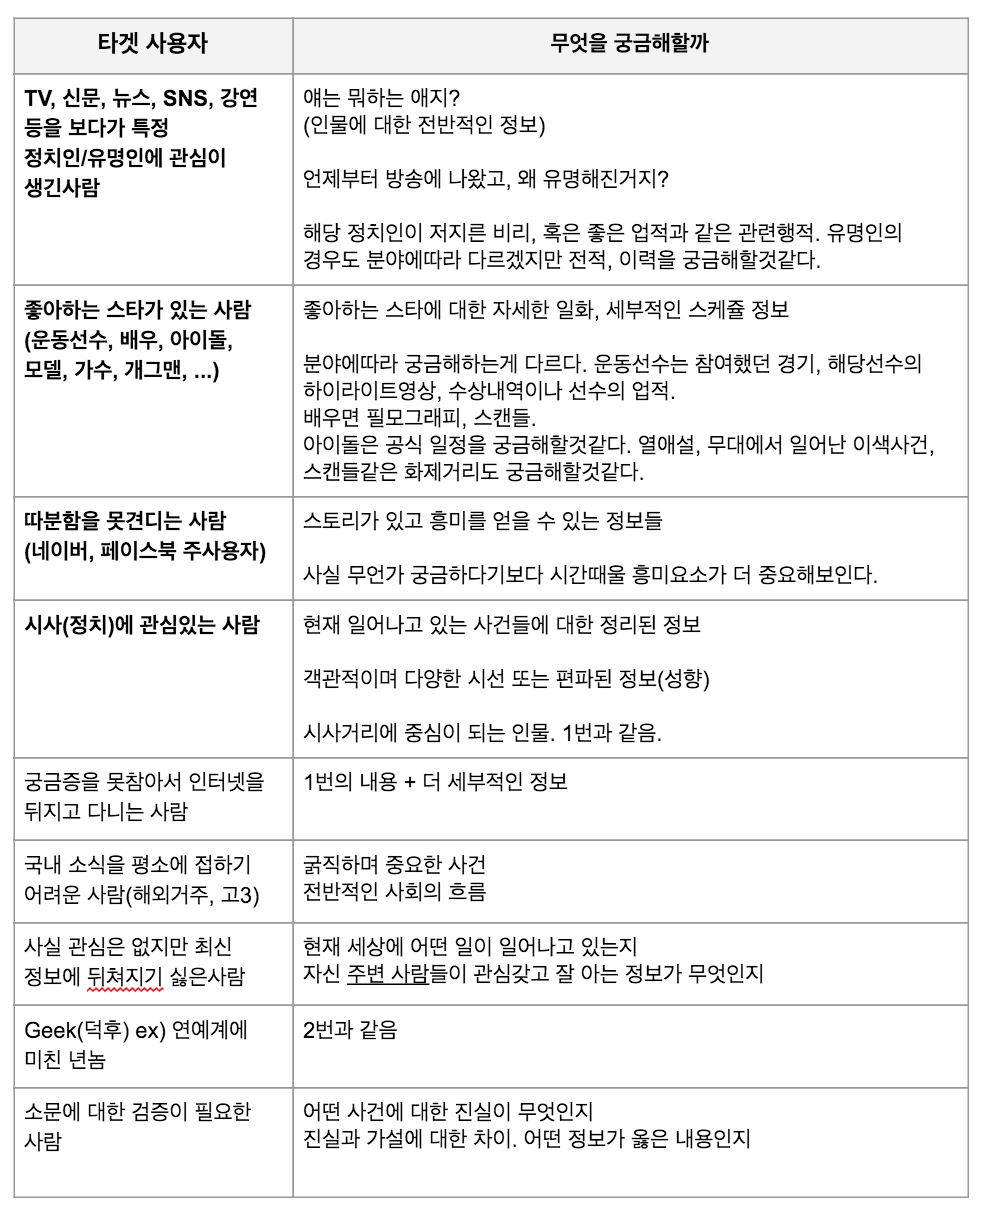 타겟 사용자
무엇을 궁금해할까
TV, 신문, 뉴스, SNS, 강연
등을 보다가 특정
정치인/유명인에 관심이
생긴사람
얘는 뭐하는 애지?
(인물에 대한 전반적인 정보)
언제부터 방송에 나왔고, 왜 유명해진거지?
해당 정치인이 저지른 비리, 혹은 좋은 업적과 같은 관련행적. 유명인의
경우도 분야에따라 다르겠지만 전적, 이력을 궁금해할것같다.
좋아하는 스타가 있는 사람
(운동선수, 배우, 아이돌,
모델, 가수, 개그맨, ...)
좋아하는 스타에 대한 자세한 일화, 세부적인 스케쥴 정보
분야에따라 궁금해하는게 다르다. 운동선수는 참여했던 경기, 해당선수의
하이라이트영상, 수상내역이나 선수의 업적.
배우면 필모그래피, 스캔들.
아이돌은 공식 일정을 궁금해할것같다. 열애설, 무대에서 일어난 이색사건,
스캔들같은 화제거리도 궁금해할것같다.
따분함을 못견디는 사람
(네이버, 페이스북 주사용자)
스토리가 있고 흥미를 얻을 수 있는 정보들
사실 무언가 궁금하다기보다 시간때울 흥미요소가 더 중요해보인다.
시사(정치)에 관심있는 사람
현재 일어나고 있는 사건들에 대한 정리된 정보
객관적이며 다양한 시선 또는 편파된 정보(성향)
시사거리에 중심이 되는 인물. 1번과 같음.
궁금증을 못참아서 인터넷을
뒤지고 다니는 사람
1번의 내용 + 더 세부적인 정보
국내 소식을 평소에 접하기
어려운 사람(해외거주, 고3)
굵직하며 중요한 사건
전반적인 사회의 흐름
사실 관심은 없지만 최신
정보에 뒤쳐지기 싫은사람
현재 세상에 어떤 일이 일어나고 있는지
자신 주변 사람들이 관심갖고 잘 아는 정보가 무엇인지
Geek(덕후) ex) 연예계에
미친 년놈
2번과 같음
소문에 대한 검증이 필요한
사람
어떤 사건에 대한 진실이 무엇인지
진실과 가설에 대한 차이. 어떤 정보가 옳은 내용인지